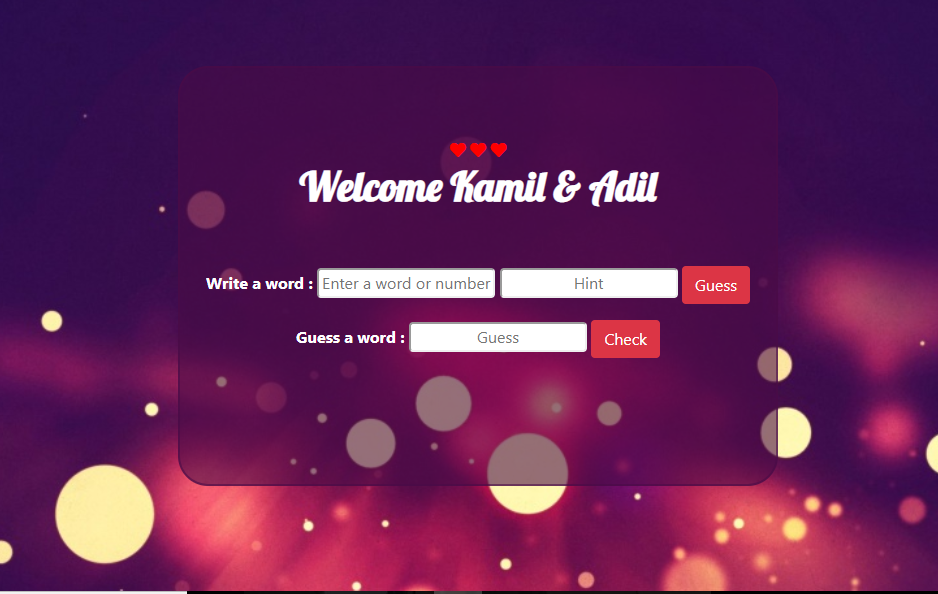 Welcome Kamil & Adil
Write a word : Enter a word or number Hint Guess
Guess a word : Guess Check